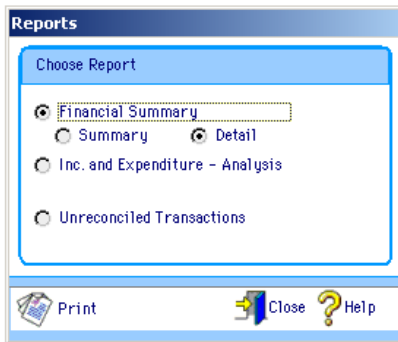 Reports
Choose Report
Financial Summary
Summary Detail
Inc. and Expenditure - Analysis
Unreconciled Transactions
Print Close Help